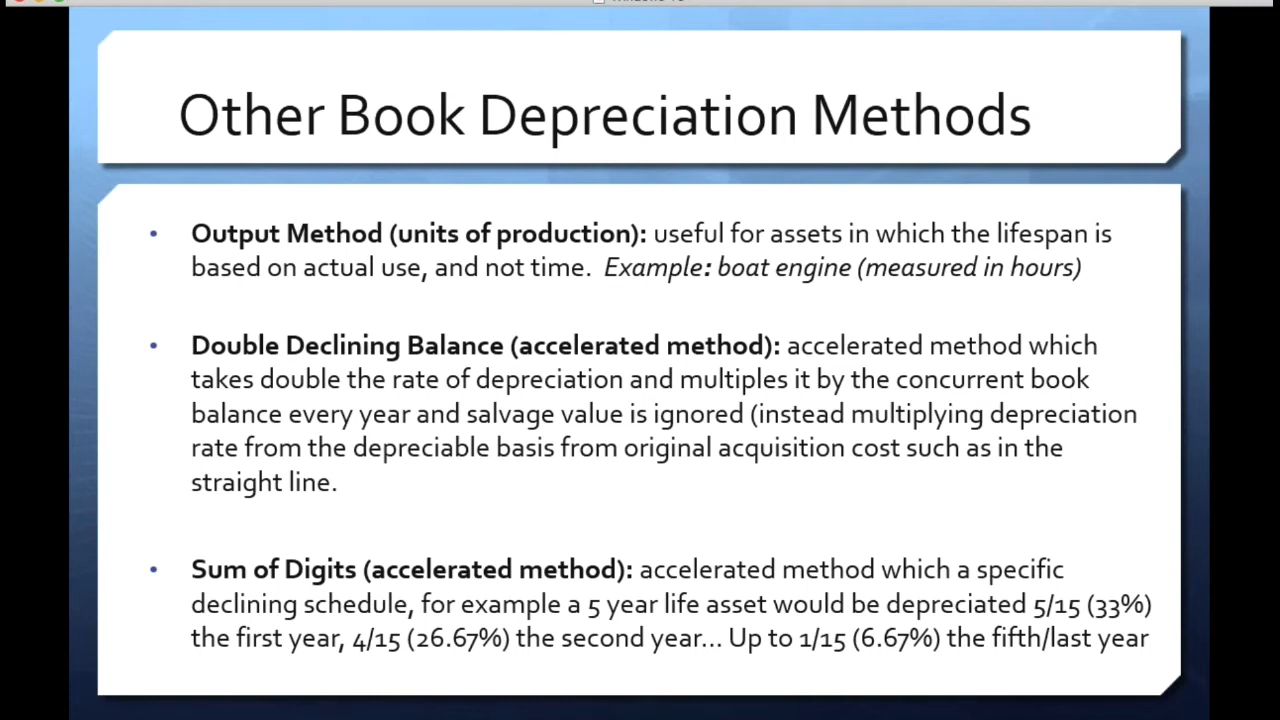 Other Book Depreciation Methods
• Output Method (units of production): useful for assets in which the lifespan is
based on actual use, and not time. Example: boat engine (measured in hours)
• Double Declining Balance (accelerated method): accelerated method which
takes double the rate of depreciation and multiples it by the concurrent book
balance every year and salvage value is ignored (instead multiplying depreciation
rate from the depreciable basis from original acquisition cost such as in the
straight line.
• Sum of Digits (accelerated method): accelerated method which a specific
declining schedule, for example a 5 year life asset would be depreciated 5/15 (33%)
the first year, 4/15 (26.67%) the second year... Up to 1/15 (6.67%) the fifth/last year